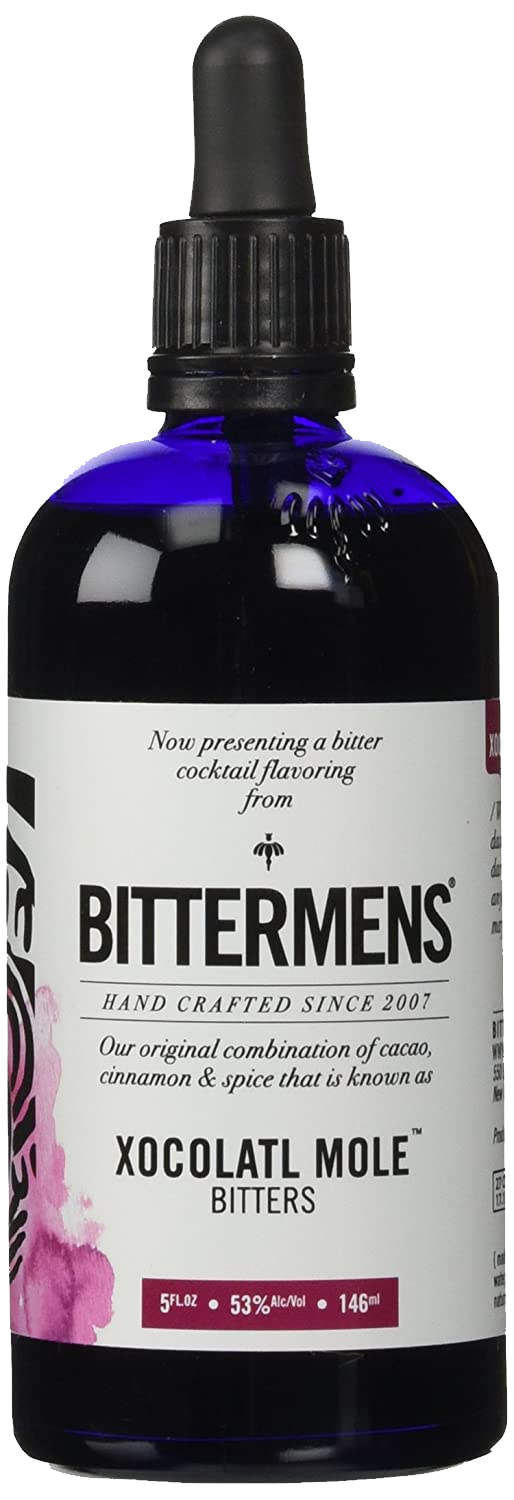 Now presenting a bitter
cocktail flavoring
from
BITTERMENS®
HAND CRAFTED SINCE 2007
Our original combination of cacao,
cinnamon & spice that is known as
XOCOLATL MOLE™
BITTERS
5FL.OZ • 53%Alc/Vol • 146ml